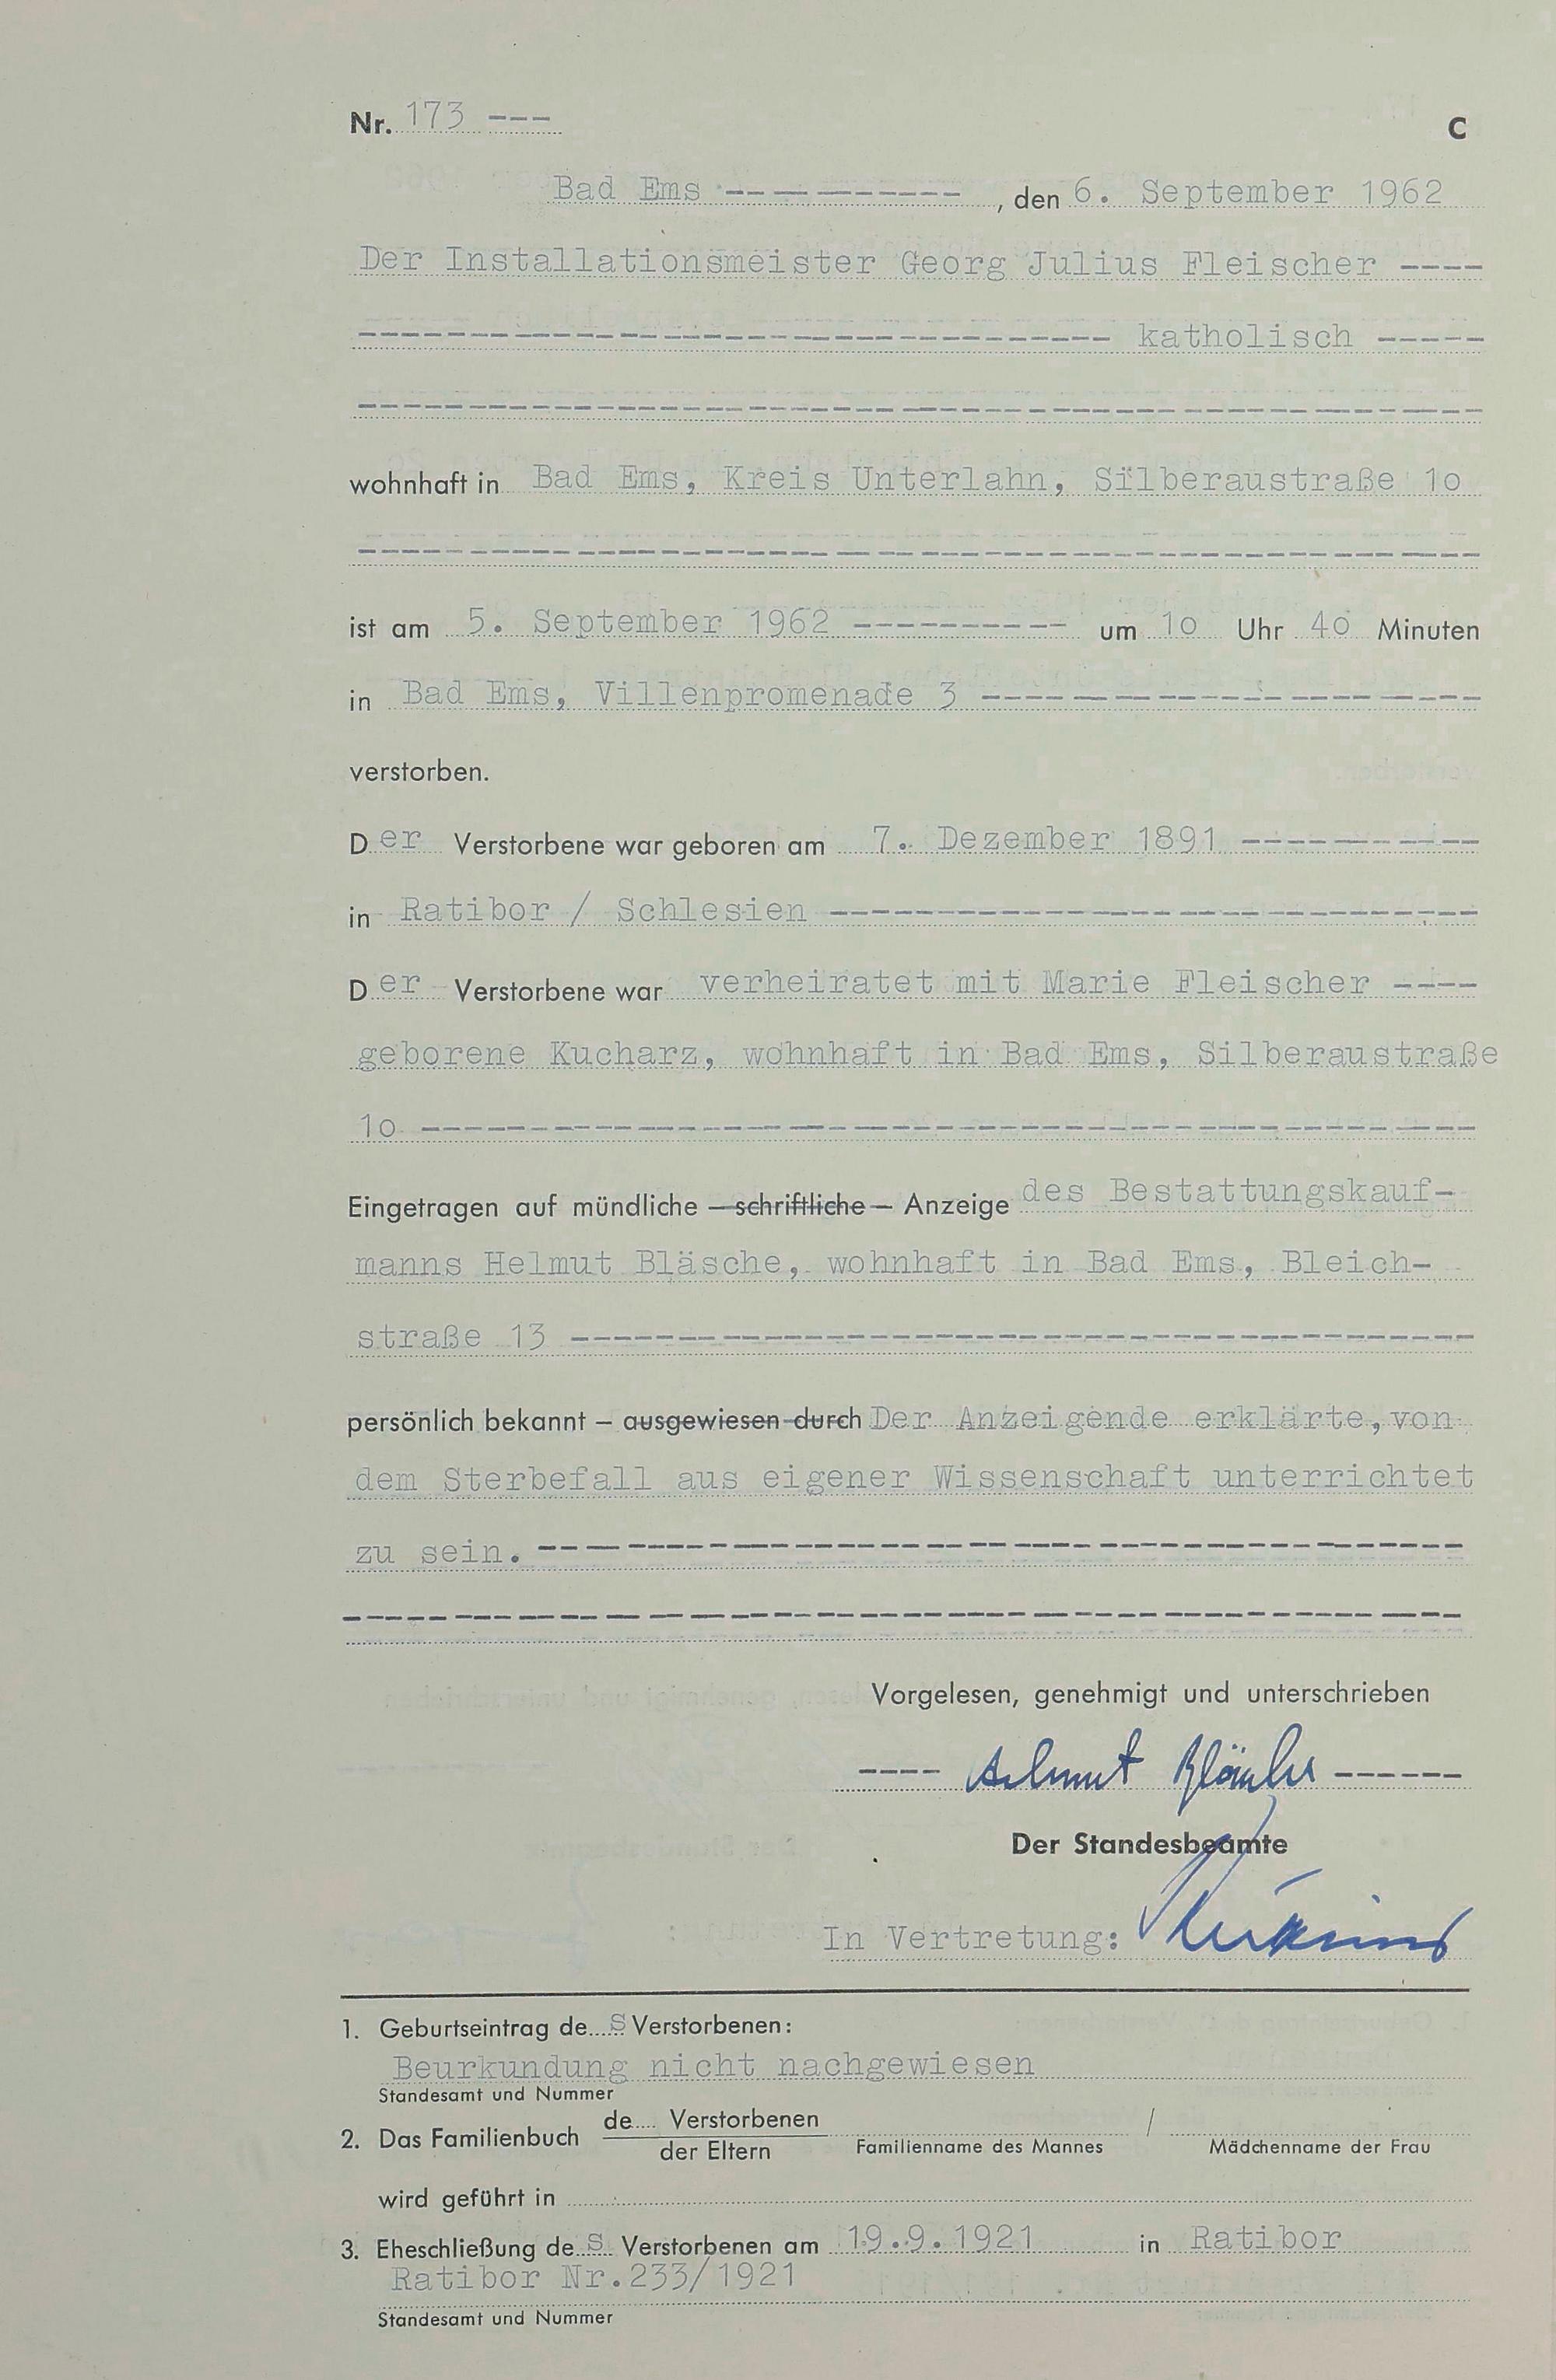 Nr. 173 --- C
Bad Ems ----------, den 6. September 1962
Der Installationsmeister Georg Julius Fleischer ----
katholisch -----
wohnhaft in Bad Ems, Kreis Unterlahn, Silberaustraße 1o
ist am 5. September 1962 ---------- um 1o Uhr 4o Minuten
in Bad Ems, Villenpromenade 3 ----------
verstorben.
Der Verstorbene war geboren am 7. Dezember 1891 ----------
in Ratibor / Schlesien ----------
Der Verstorbene war verheiratet mit Marie Fleischer ----
geborene Kucharz, wohnhaft in Bad Ems, Silberaustraße
1o ----------
Eingetragen auf mündliche — schriftliche — Anzeige des Bestattungskauf-
manns Helmut Bläsche, wohnhaft in Bad Ems, Bleich-
straße 13 ----------
persönlich bekannt – ausgewiesen durch Der Anzeigende erklärte, von
dem Sterbefall aus eigener Wissenschaft unterrichtet
zu sein. ----------
Vorgelesen, genehmigt und unterschrieben
---- Helmut Bläsche ------
Der Standesbeamte
In Vertretung:
1. Geburtseintrag des Verstorbenen:
Beurkundung nicht nachgewiesen
Standesamt und Nummer
2. Das Familienbuch de.... Verstorbenen /
der Eltern Familienname des Mannes Mädchenname der Frau
wird geführt in
3. Eheschließung des Verstorbenen am 19.9.1921 in Ratibor
Ratibor Nr.233/1921
Standesamt und Nummer